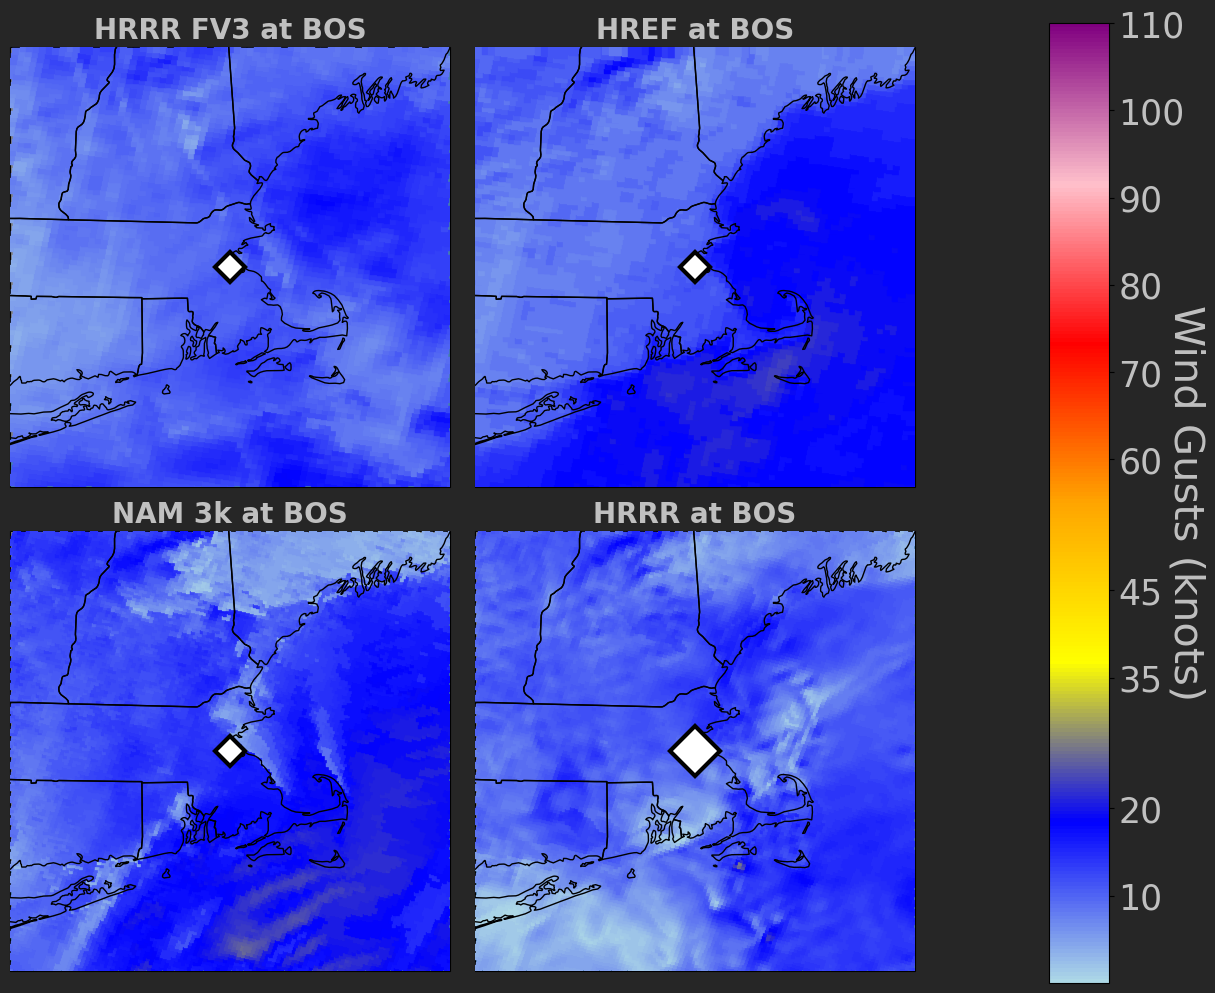 HRRR FV3 at BOS
HREF at BOS
NAM 3k at BOS
HRRR at BOS
110
100
90
80
70
60
45
35
20
10
Wind Gusts (knots)